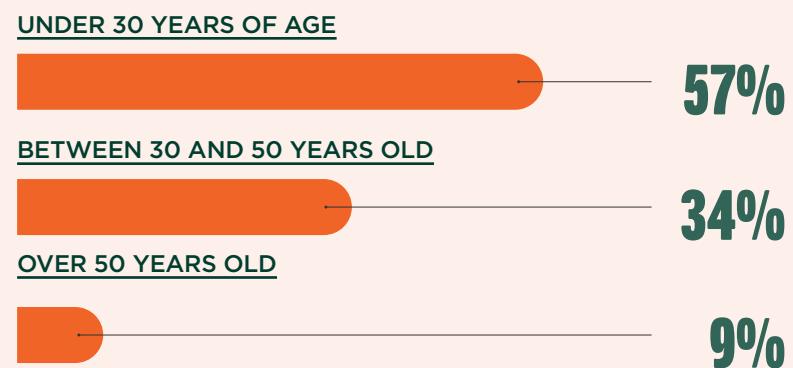 UNDER 30 YEARS OF AGE
57%
BETWEEN 30 AND 50 YEARS OLD
34%
OVER 50 YEARS OLD
9%